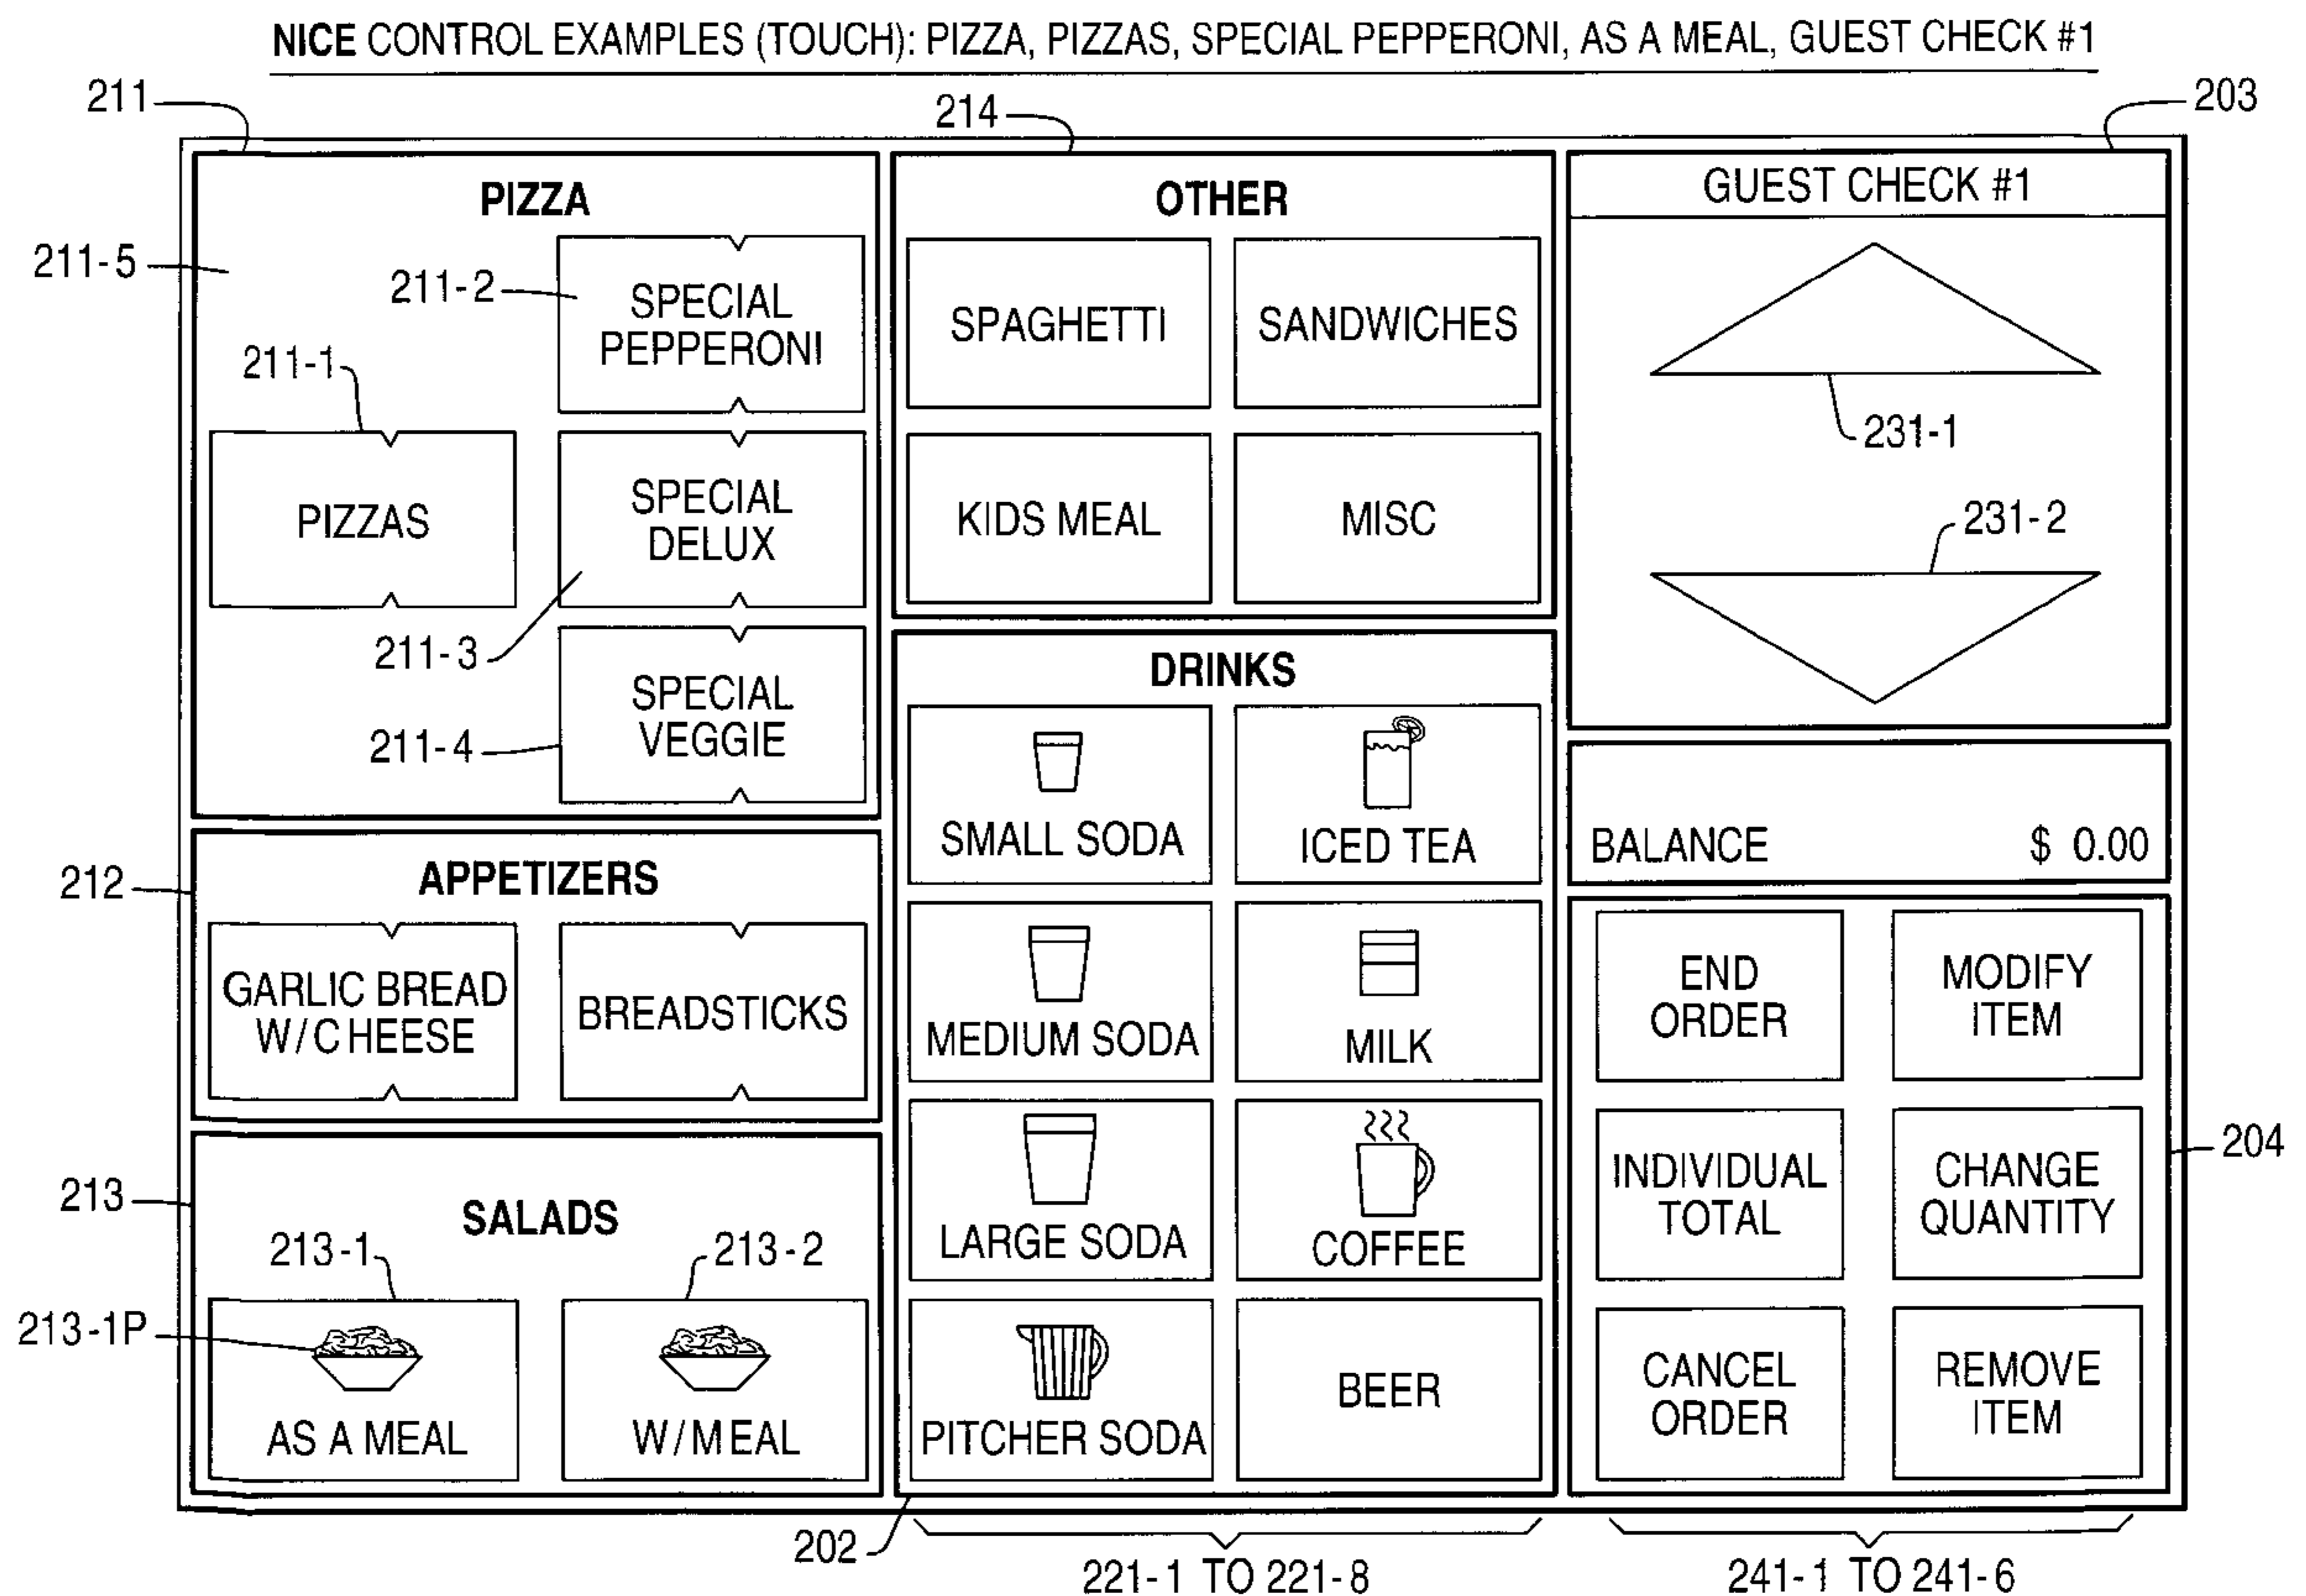 NICE CONTROL EXAMPLES (TOUCH): PIZZA, PIZZAS, SPECIAL PEPPERONI, AS A MEAL, GUEST CHECK #1
211
214
203
PIZZA
211-5
211-2
SPECIAL
PEPPERONI
211-1
PIZZAS
SPECIAL
DELUX
211-3
SPECIAL
VEGGIE
211-4
OTHER
SPAGHETTI
SANDWICHES
KIDS MEAL
MISC
GUEST CHECK #1
231-1
231-2
DRINKS
SMALL SODA
ICED TEA
MEDIUM SODA
MILK
LARGE SODA
COFFEE
PITCHER SODA
BEER
BALANCE $ 0.00
212
APPETIZERS
GARLIC BREAD
W/CHEESE
BREADSTICKS
213
SALADS
213-1
213-2
213-1P
AS A MEAL
W/MEAL
END
ORDER
MODIFY
ITEM
INDIVIDUAL
TOTAL
CHANGE
QUANTITY
204
CANCEL
ORDER
REMOVE
ITEM
202
221-1 TO 221-8
241-1 TO 241-6